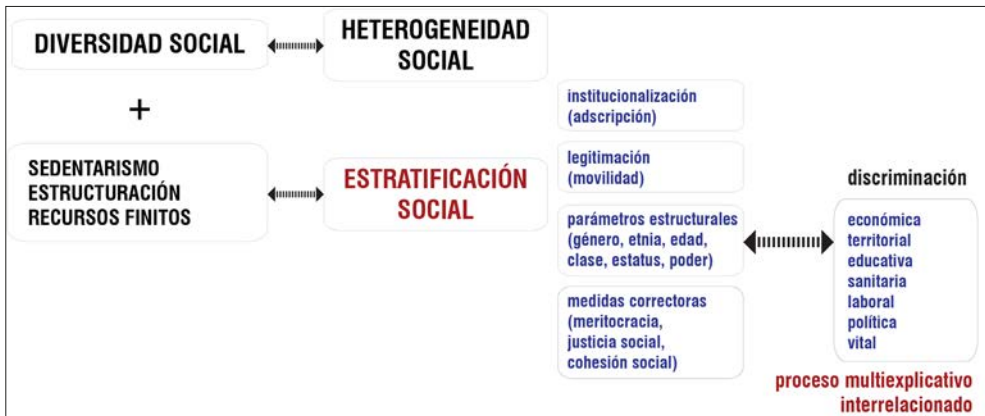 DIVERSIDAD SOCIAL
HETEROGENEIDAD
SOCIAL
+
SEDENTARISMO
ESTRUCTURACIÓN
RECURSOS FINITOS
ESTRATIFICACIÓN
SOCIAL
institucionalización
(adscripción)
legitimación
(movilidad)
parámetros estructurales
(género, etnia, edad,
clase, estatus, poder)
medidas correctoras
(meritocracia,
justicia social,
cohesión social)
discriminación
económica
territorial
educativa
sanitaria
laboral
política
vital
proceso multiexplicativo
interrelacionado